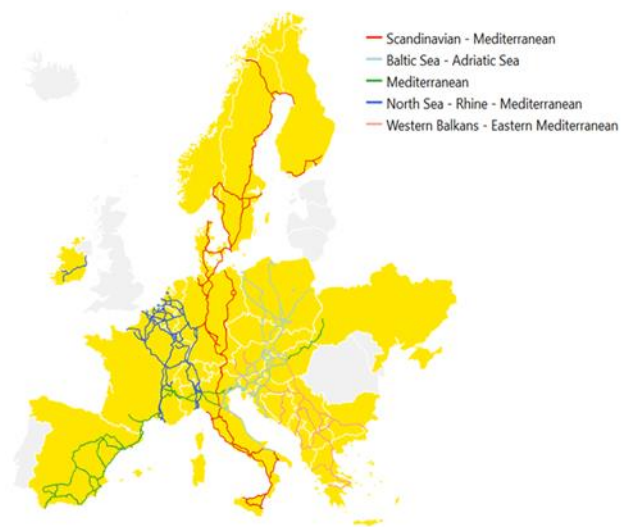 Scandinavian - Mediterranean
Baltic Sea - Adriatic Sea
Mediterranean
North Sea - Rhine - Mediterranean
Western Balkans - Eastern Mediterranean